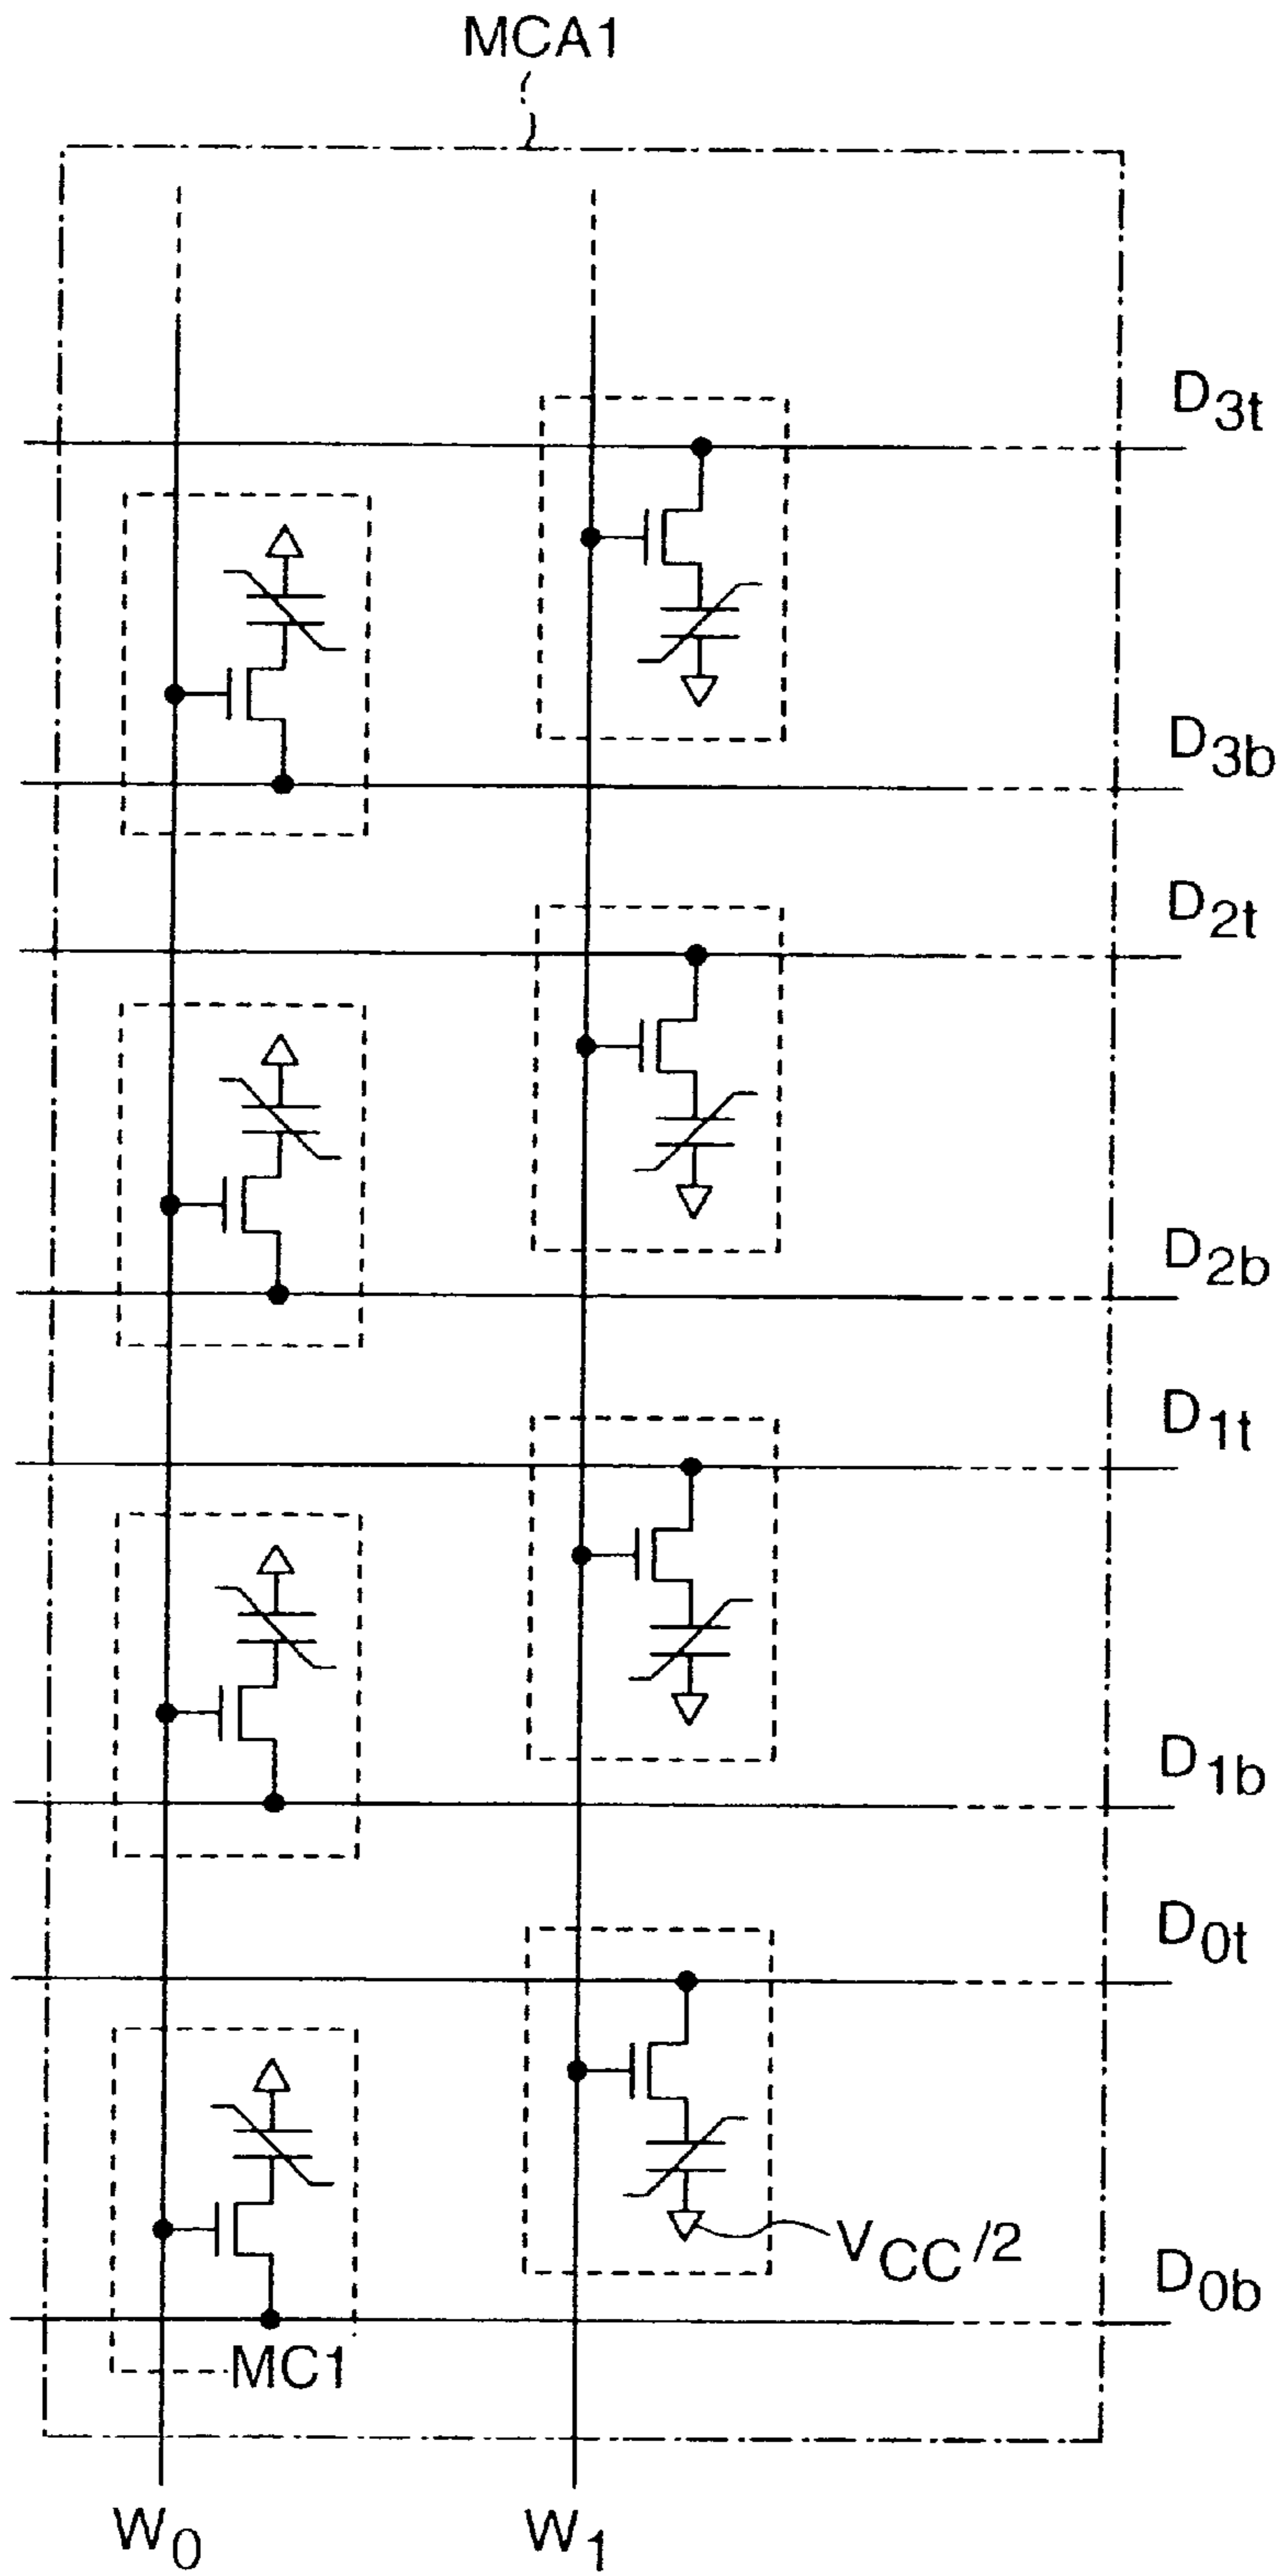 MCA1
D3t
D3b
D2t
D2b
D1t
D1b
D0t
VCC/2
D0b
MC1
W0 W1